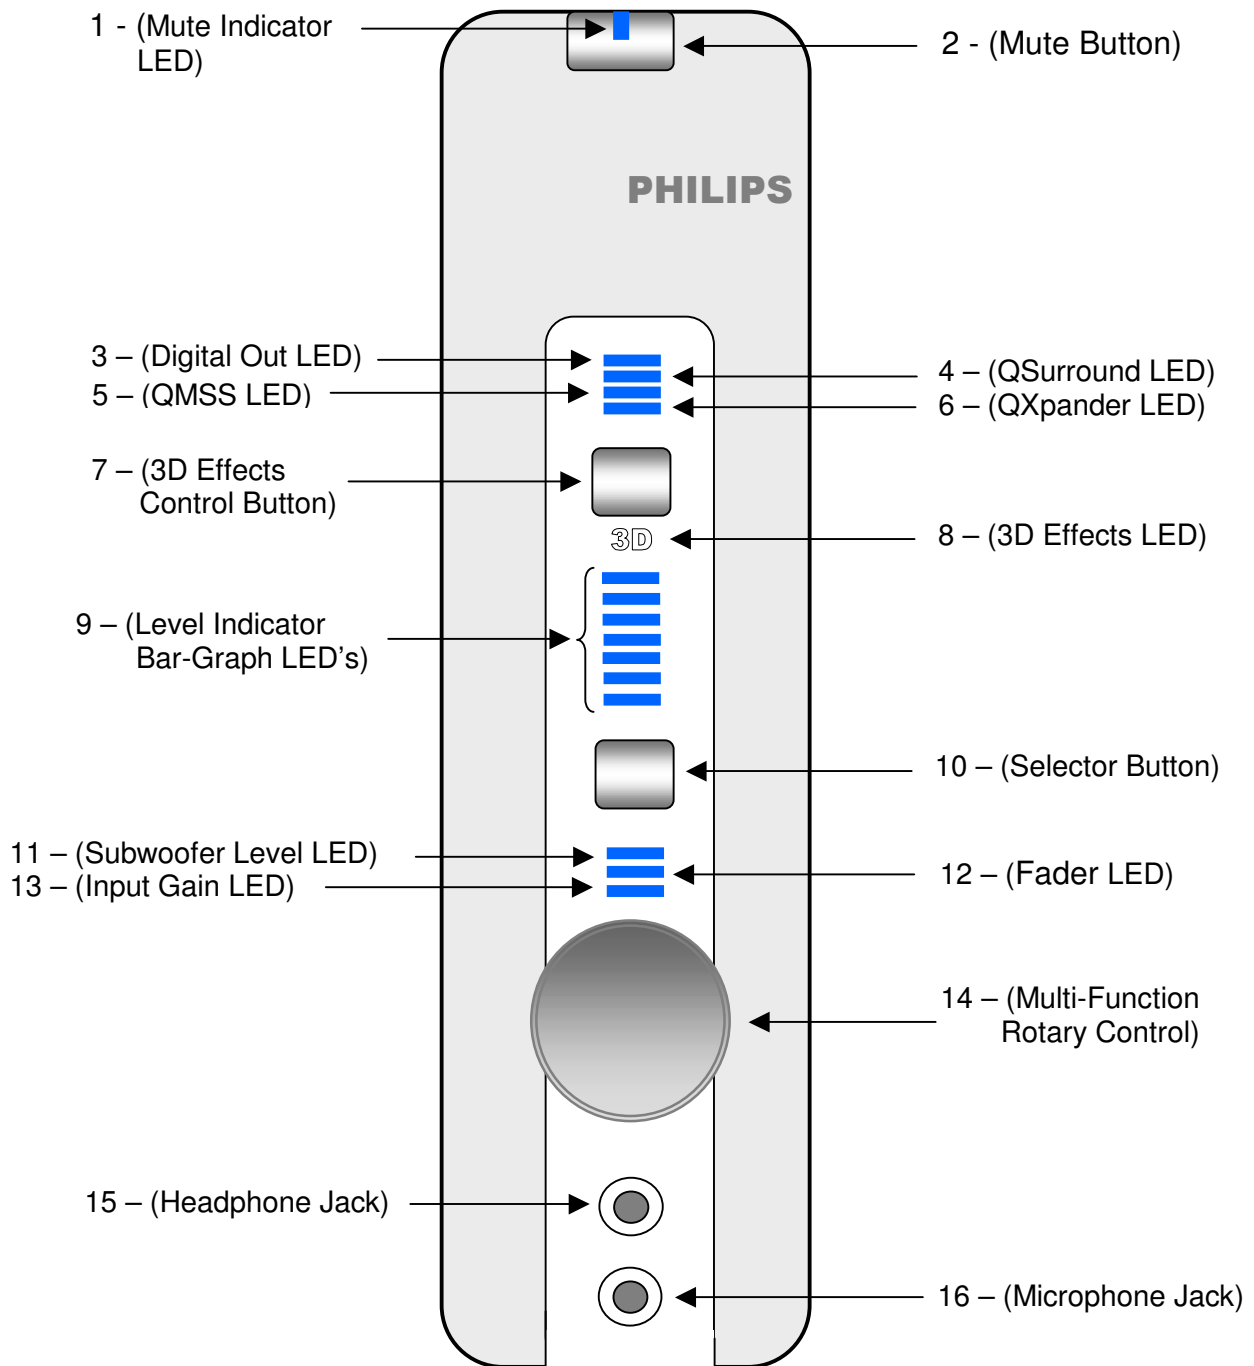 1 - (Mute Indicator
LED)
2 - (Mute Button)
PHILIPS
3 – (Digital Out LED)
4 – (QSurround LED)
5 – (QMSS LED)
6 – (QXpander LED)
7 – (3D Effects
Control Button)
3D
8 – (3D Effects LED)
9 – (Level Indicator
Bar-Graph LED’s)
10 – (Selector Button)
11 – (Subwoofer Level LED)
12 – (Fader LED)
13 – (Input Gain LED)
14 – (Multi-Function
Rotary Control)
15 – (Headphone Jack)
16 – (Microphone Jack)